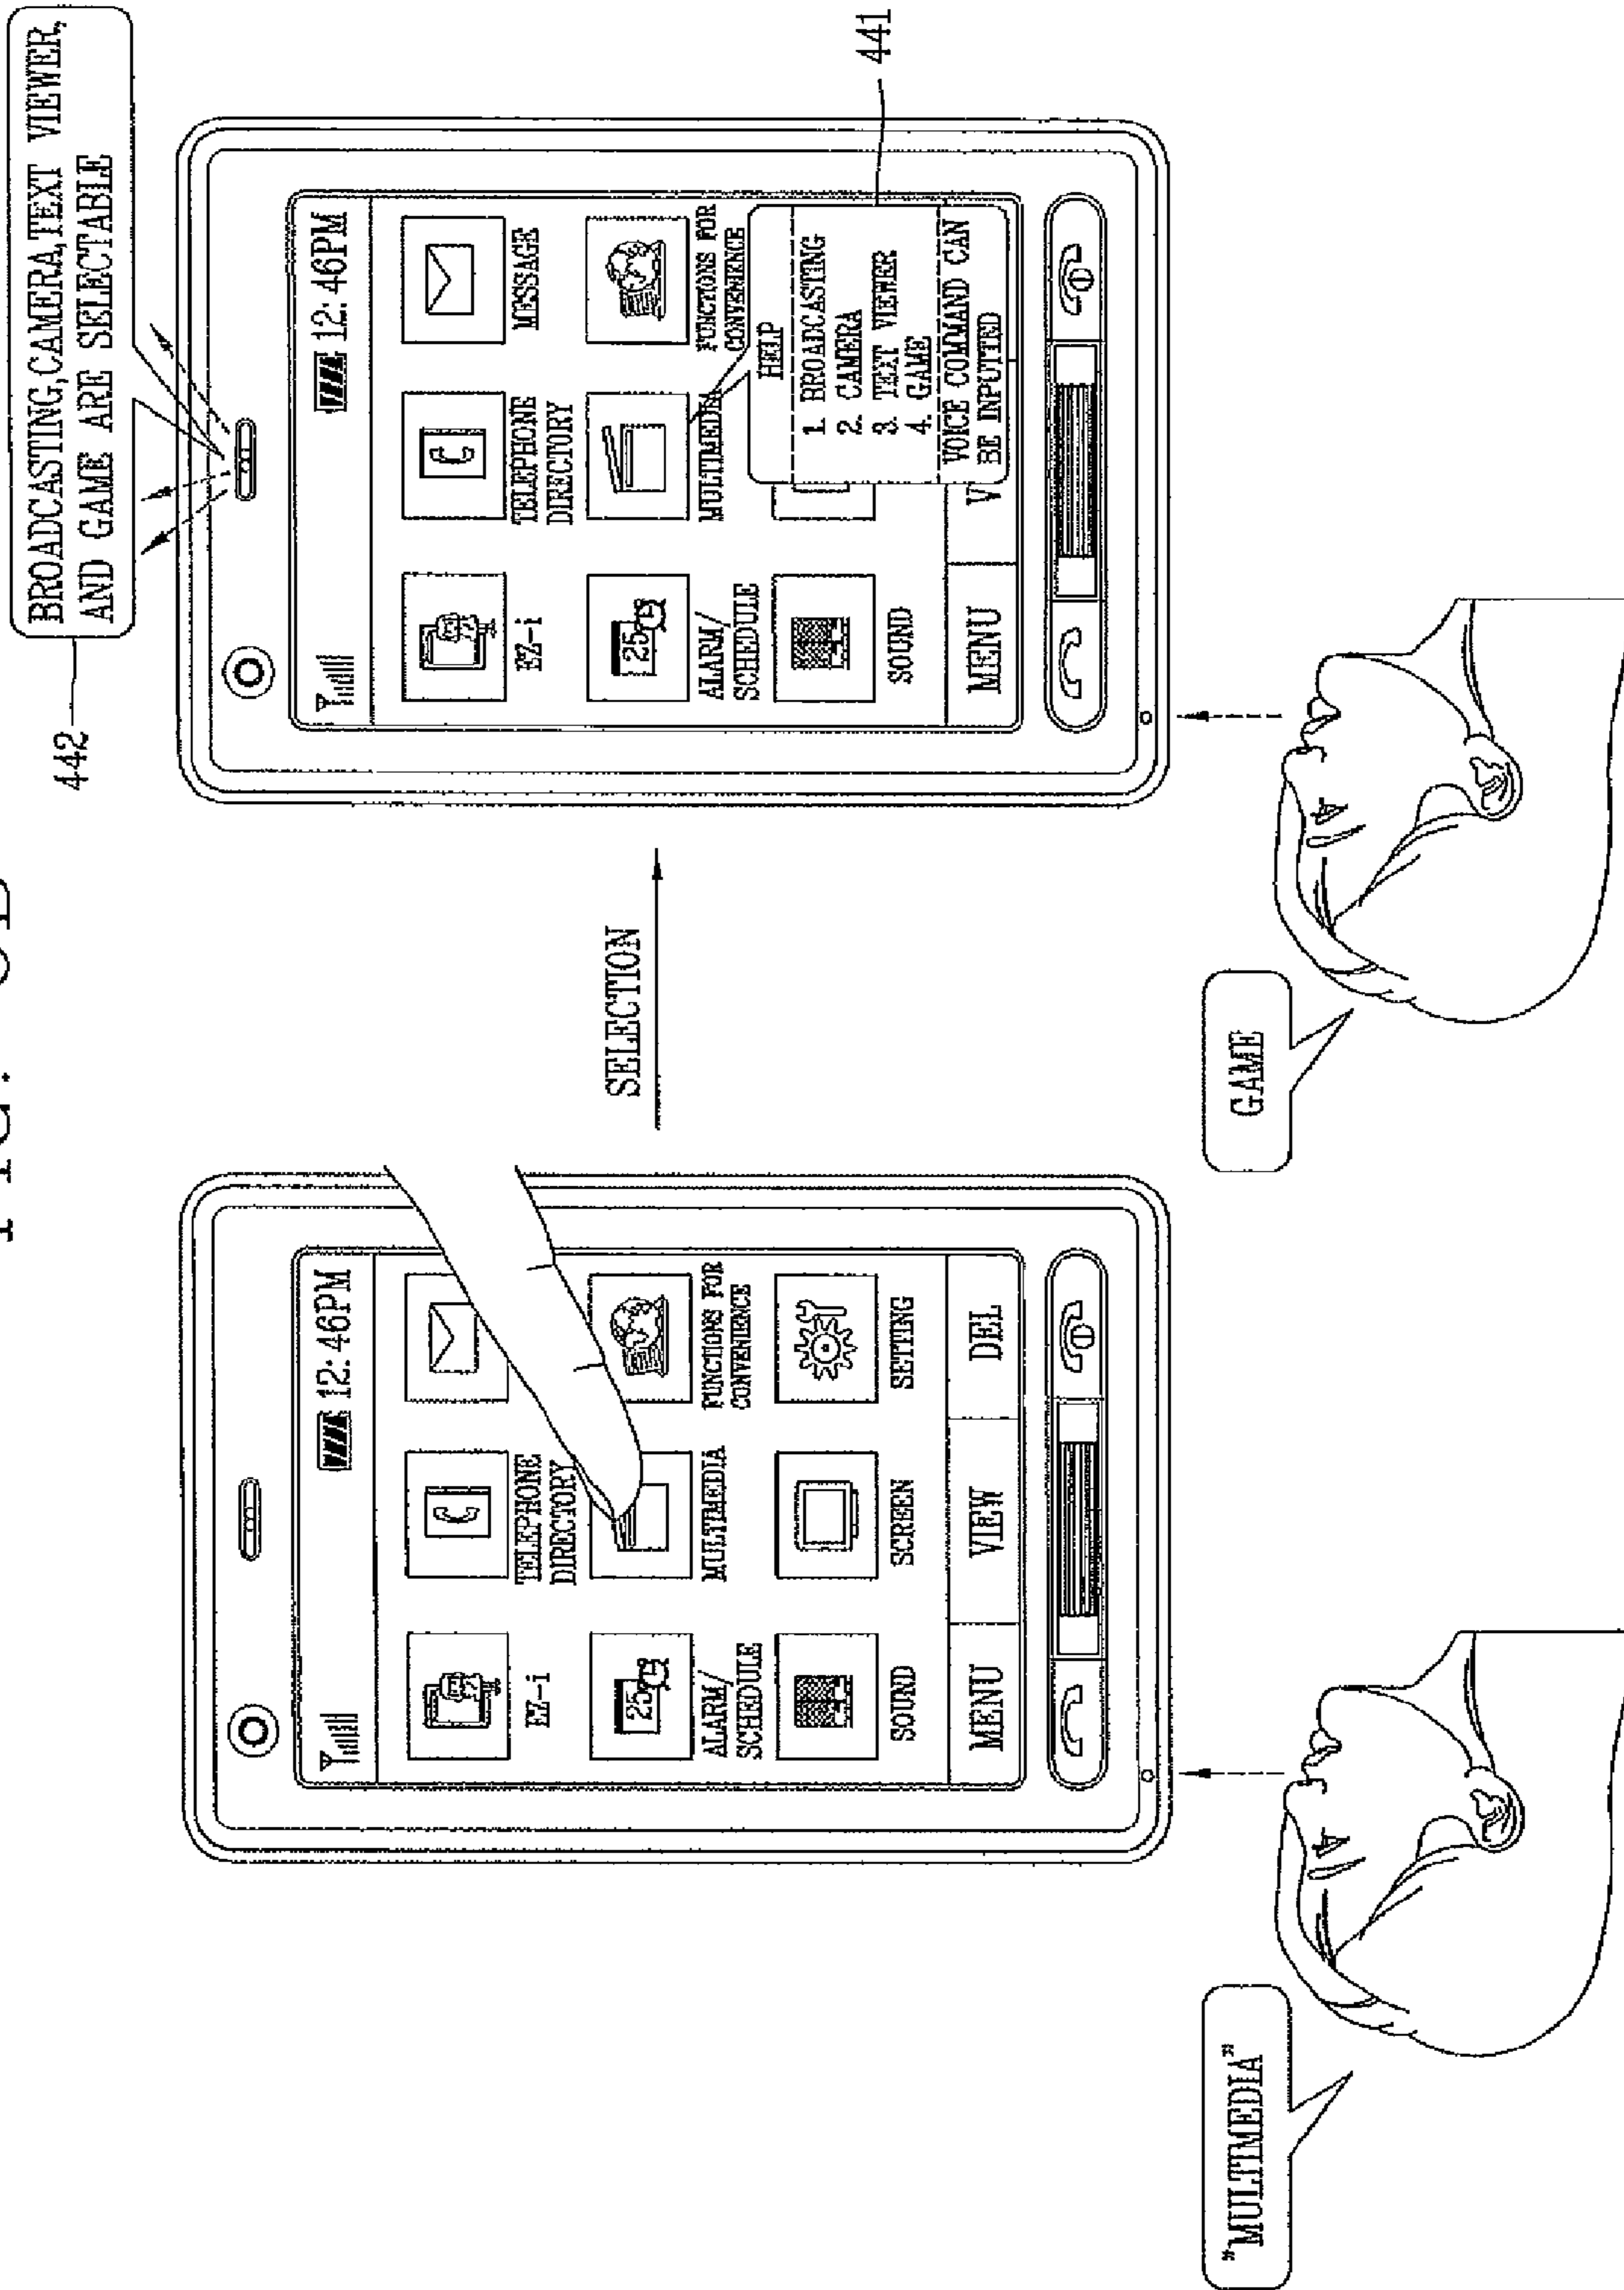 12:46PM
TELEPHONE
DIRECTORY
EZ-i
25
ALARM/
SCHEDULE
MULTIMEDIA
FUNCTIONS FOR
CONVENIENCE
SOUND
SCREEN
SETTING
MENU
VIEW
DEL
"MULTIMEDIA"
SELECTION
442
BROADCASTING,CAMERA,TEXT VIEWER,
AND GAME ARE SELECTABLE
12:46PM
EZ-i
TELEPHONE
DIRECTORY
MESSAGE
25
ALARM/
SCHEDULE
MULTIMEDIA
FUNCTIONS FOR
CONVENIENCE
HELP
1. BROADCASTING
2. CAMERA
3. TEXT VIEWER
4. GAME
VOICE COMMAND CAN
BE INPUTTED
441
SOUND
MENU
V
GAME